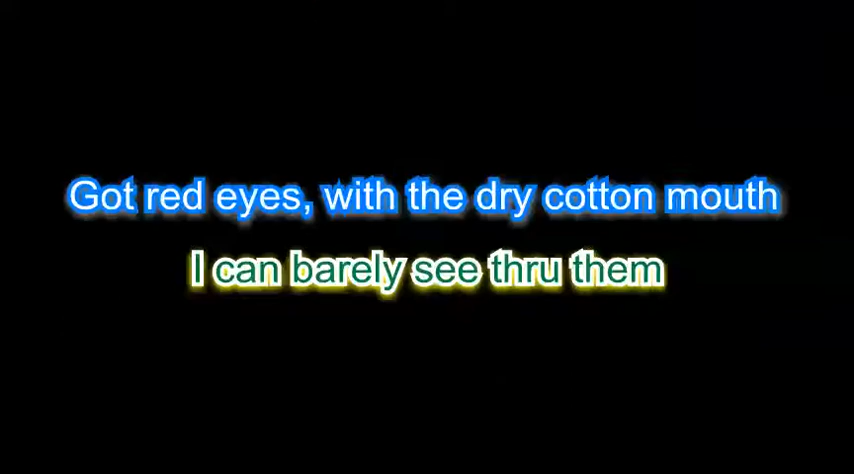 Got red eyes, with the dry cotton mouth
I can barely see thru them